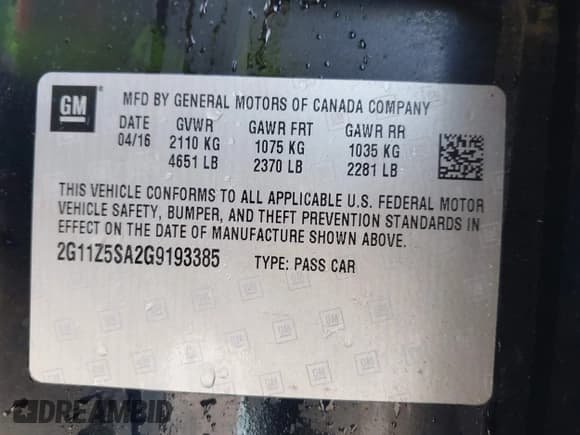 GM ®
MFD BY GENERAL MOTORS OF CANADA COMPANY
DATE GVWR GAWR FRT GAWR RR
04/16 2110 KG 1075 KG 1035 KG
4651 LB 2370 LB 2281 LB
THIS VEHICLE CONFORMS TO ALL APPLICABLE U.S. FEDERAL MOTOR
VEHICLE SAFETY, BUMPER, AND THEFT PREVENTION STANDARDS IN
EFFECT ON THE DATE OF MANUFACTURE SHOWN ABOVE.
2G11Z5SA2G9193385 TYPE: PASS CAR
DREAMBID